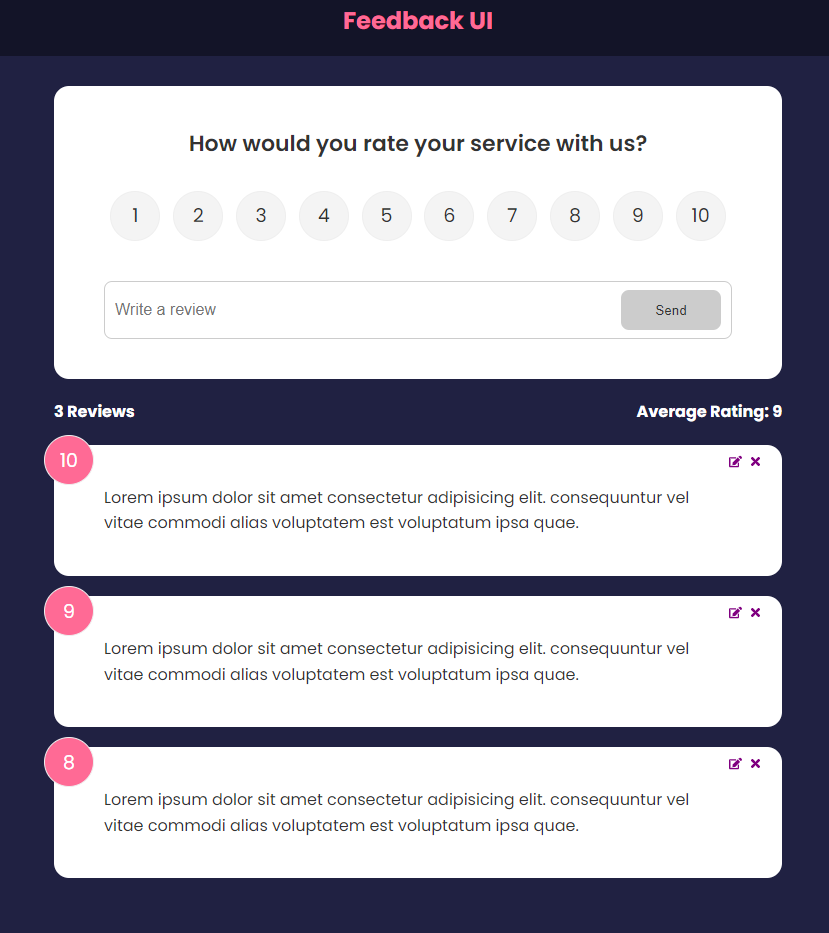 Feedback UI
How would you rate your service with us?
1 2 3 4 5 6 7 8 9 10
Write a review Send
3 Reviews Average Rating: 9
10
Lorem ipsum dolor sit amet consectetur adipisicing elit. consequuntur vel
vitae commodi alias voluptatem est voluptatum ipsa quae.
9
Lorem ipsum dolor sit amet consectetur adipisicing elit. consequuntur vel
vitae commodi alias voluptatem est voluptatum ipsa quae.
8
Lorem ipsum dolor sit amet consectetur adipisicing elit. consequuntur vel
vitae commodi alias voluptatem est voluptatum ipsa quae.